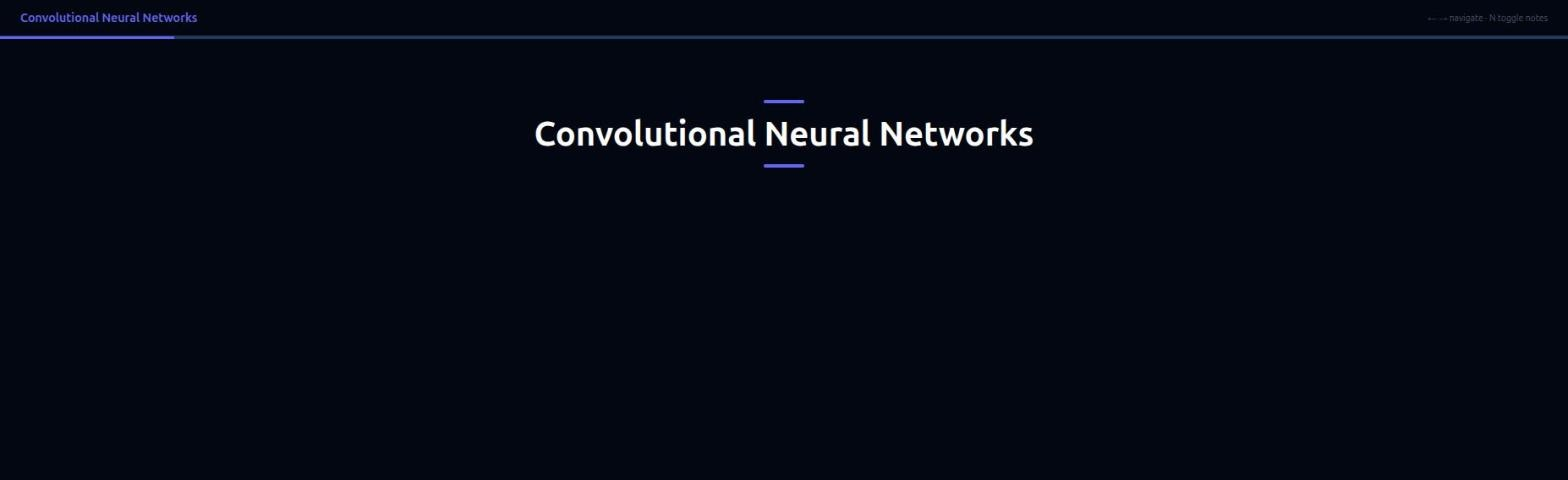 Convolutional Neural Networks
←→ navigate · N toggle notes
Convolutional Neural Networks